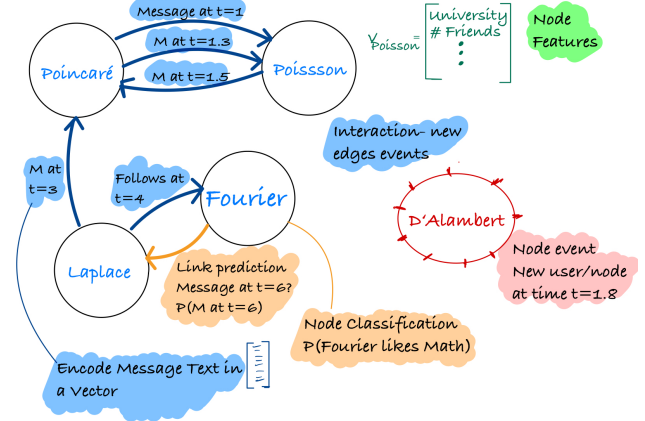 Message at t=1
M at t=1.3
M at t=1.5
Poincaré
Poissson
VPoisson=
University
# Friends
Node
Features
Interaction- new
edges events
M at
t=3
Follows at
t=4
Fourier
Laplace
Link prediction
Message at t=6?
P(M at t=6)
D'Alambert
Node event
New user/node
at time t=1.8
Node Classification
P(Fourier likes Math)
Encode Message Text in
a Vector